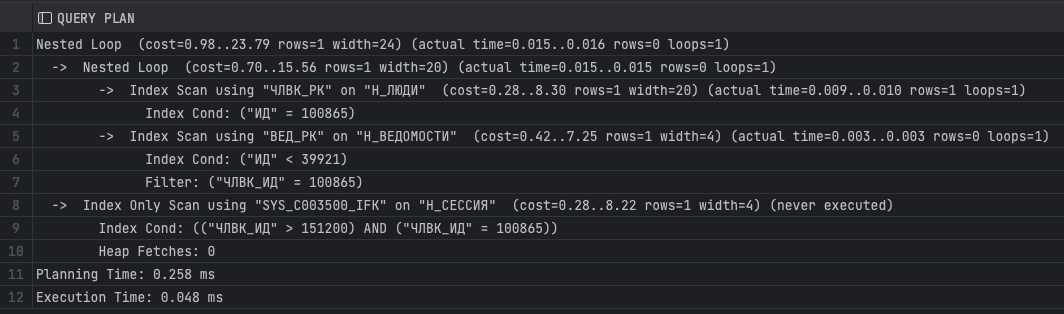 QUERY PLAN
1 Nested Loop  (cost=0.98..23.79 rows=1 width=24) (actual time=0.015..0.016 rows=0 loops=1)
2   ->  Nested Loop  (cost=0.70..15.56 rows=1 width=20) (actual time=0.015..0.015 rows=0 loops=1)
3         ->  Index Scan using "ЧЛВК_PK" on "Н_ЛЮДИ"  (cost=0.28..8.30 rows=1 width=20) (actual time=0.009..0.010 rows=1 loops=1)
4               Index Cond: ("ИД" = 100865)
5         ->  Index Scan using "ВЕД_PK" on "Н_ВЕДОМОСТИ"  (cost=0.42..7.25 rows=1 width=4) (actual time=0.003..0.003 rows=0 loops=1)
6               Index Cond: ("ИД" < 39921)
7               Filter: ("ЧЛВК_ИД" = 100865)
8   ->  Index Only Scan using "SYS_C003500_IFK" on "Н_СЕССИЯ"  (cost=0.28..8.22 rows=1 width=4) (never executed)
9         Index Cond: (("ЧЛВК_ИД" > 151200) AND ("ЧЛВК_ИД" = 100865))
10         Heap Fetches: 0
11 Planning Time: 0.258 ms
12 Execution Time: 0.048 ms